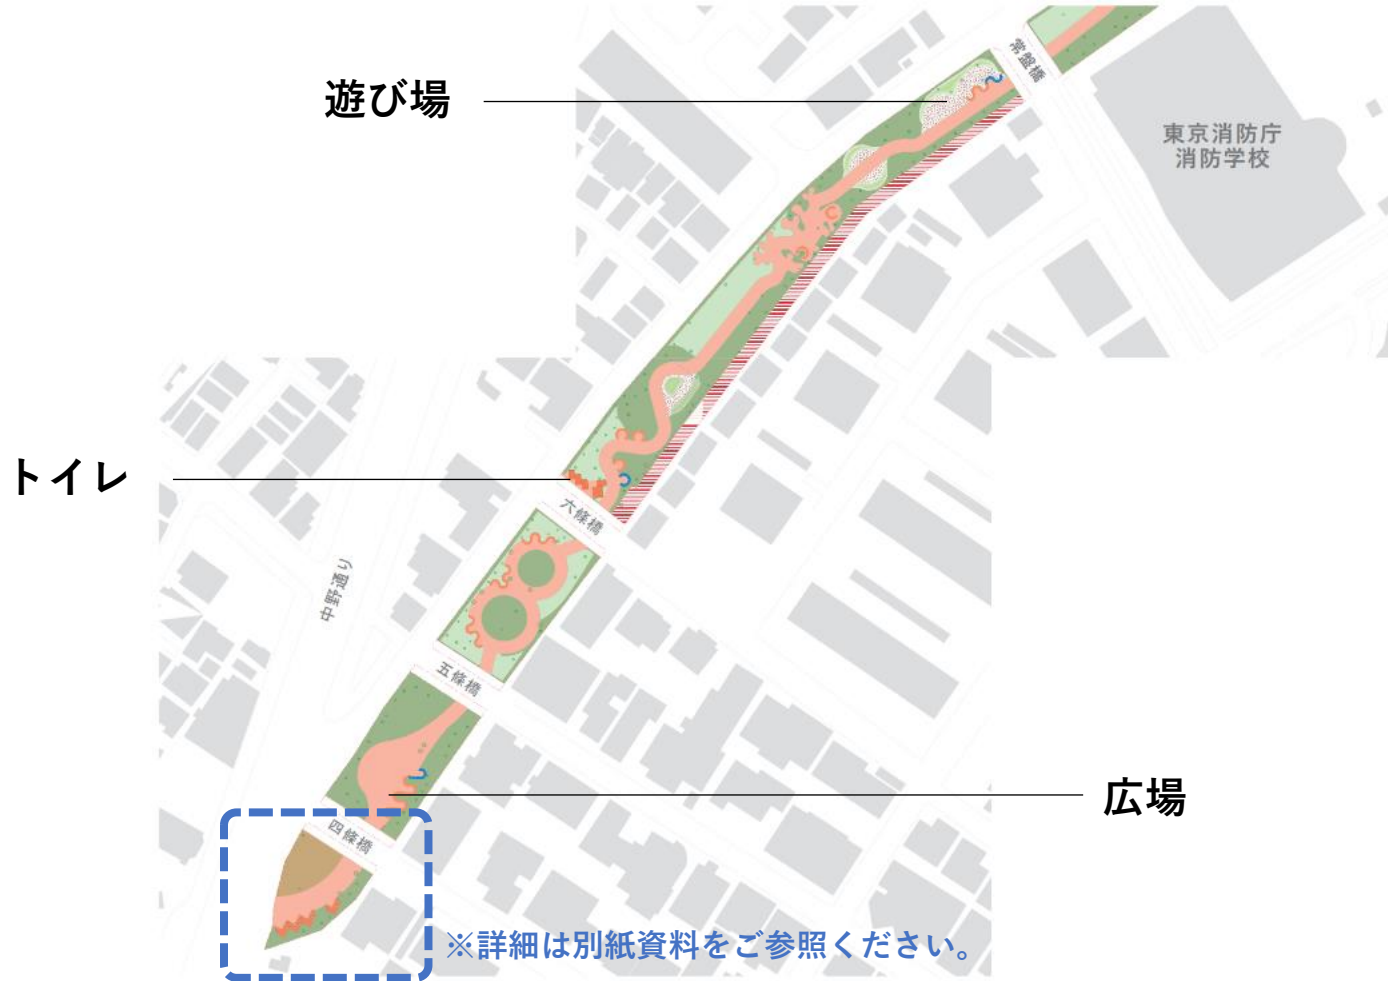 遊び場
常盤橋
東京消防庁
消防学校
トイレ
六條橋
中野通り
五條橋
広場
四條橋
※詳細は別紙資料をご参照ください。